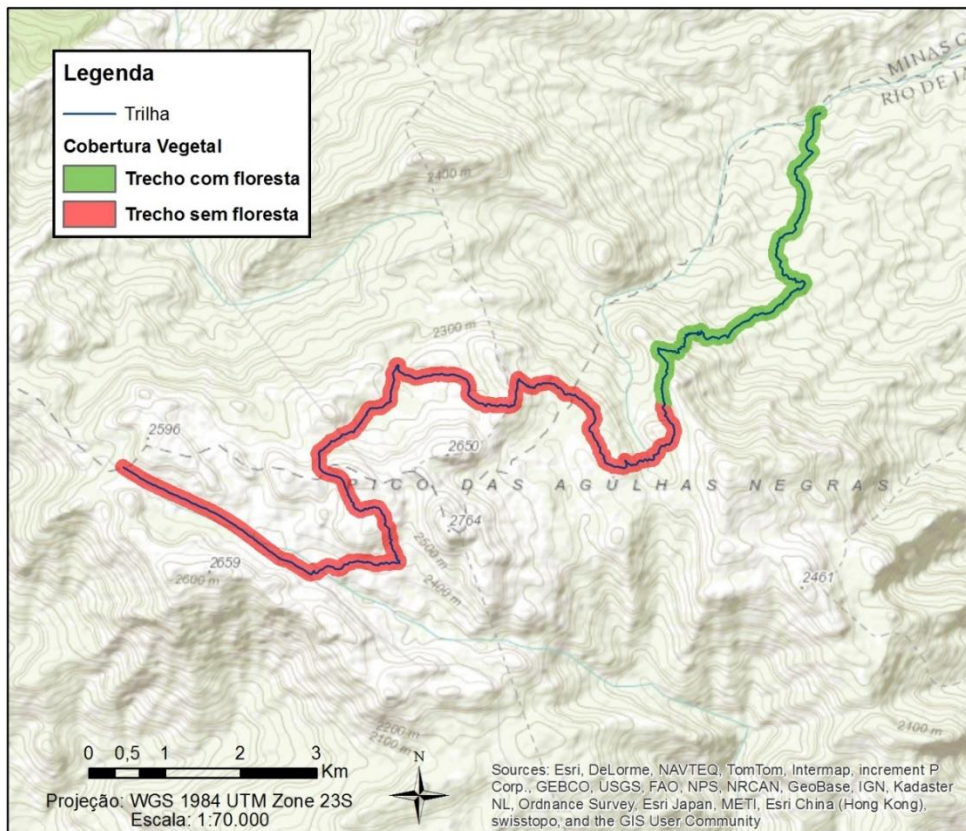 Legenda
Trilha
Cobertura Vegetal
Trecho com floresta
Trecho sem floresta
MINAS G
RIO DE JA
2400 m
2300 m
2596
2650
PICO DAS AGULHAS NEGRAS
2764
2500 m
2400 m
2659
2600 m
2461
2200 m
2100 m
2100 m
0 0,5 1 2 3
Km
N
Projeção: WGS 1984 UTM Zone 23S
Escala: 1:70.000
Sources: Esri, DeLorme, NAVTEQ, TomTom, Intermap, increment P
Corp., GEBCO, USGS, FAO, NPS, NRCAN, GeoBase, IGN, Kadaster
NL, Ordnance Survey, Esri Japan, METI, Esri China (Hong Kong),
swisstopo, and the GIS User Community